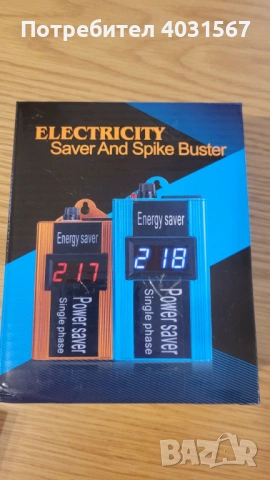 Потребител 4031567
ELECTRICITY
Saver And Spike Buster
Energy saver
217
Power saver
Single phase
Energy saver
218
Power saver
Single phase
BAZAR